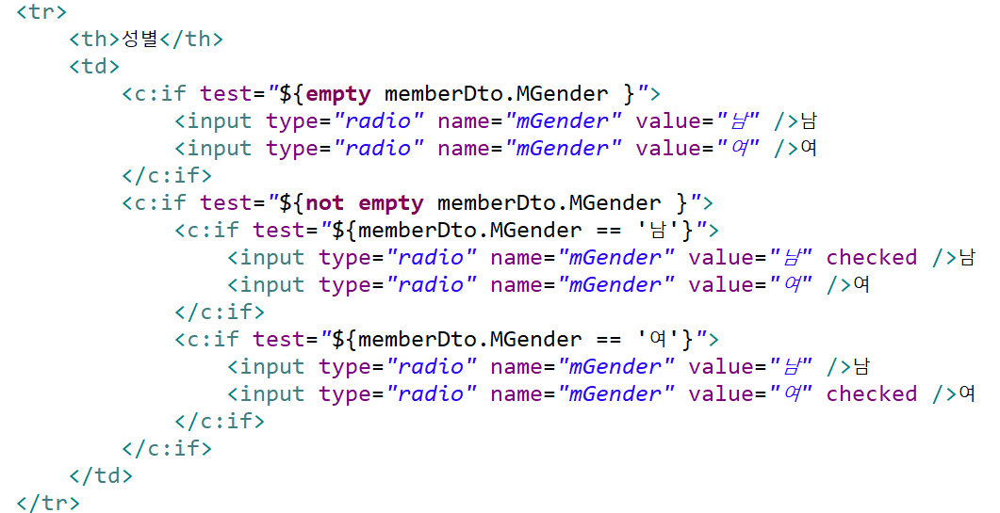 <tr>
<th>성별</th>
<td>
<c:if test="${empty memberDto.MGender }">
<input type="radio" name="mGender" value="남" />남
<input type="radio" name="mGender" value="여" />여
</c:if>
<c:if test="${not empty memberDto.MGender }">
<c:if test="${memberDto.MGender == '남'}">
<input type="radio" name="mGender" value="남" checked />남
<input type="radio" name="mGender" value="여" />여
</c:if>
<c:if test="${memberDto.MGender == '여'}">
<input type="radio" name="mGender" value="남" />남
<input type="radio" name="mGender" value="여" checked />여
</c:if>
</c:if>
</td>
</tr>